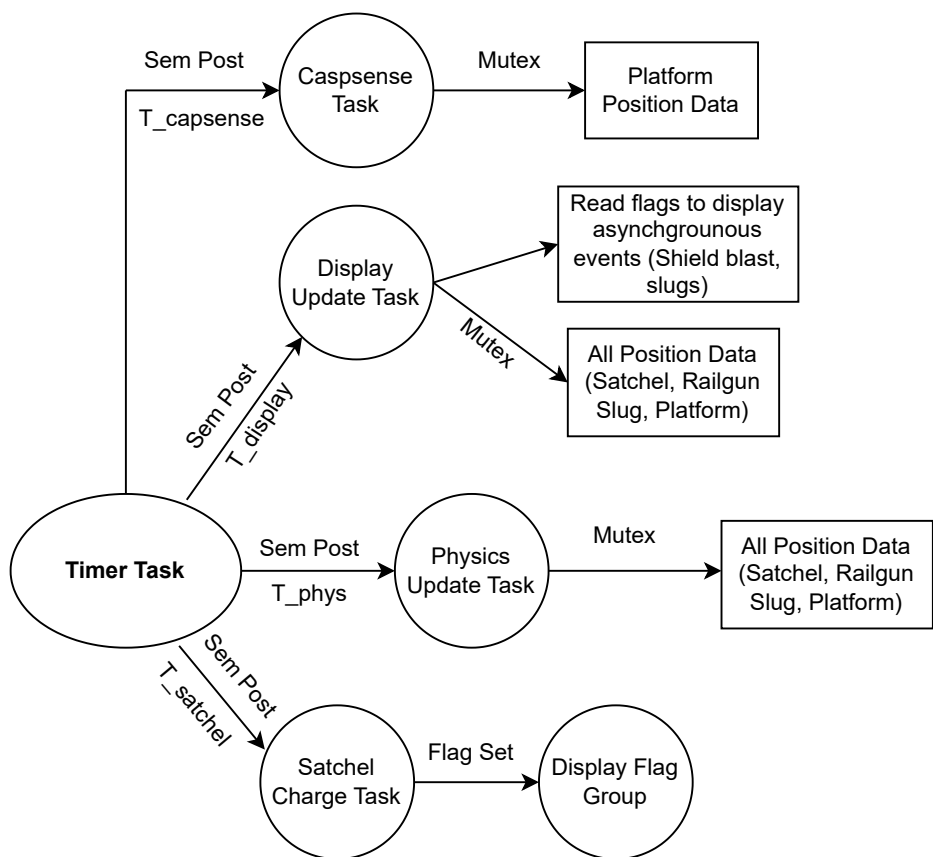 Sem Post
T_capsense
Caspsense
Task
Mutex
Platform
Position Data
Display
Update Task
Read flags to display
asynchgrounous
events (Shield blast,
slugs)
Mutex
All Position Data
(Satchel, Railgun
Slug, Platform)
Sem Post
T_display
Timer Task
Sem Post
T_phys
Physics
Update Task
Mutex
All Position Data
(Satchel, Railgun
Slug, Platform)
Sem Post
T_satchel
Satchel
Charge Task
Flag Set
Display Flag
Group